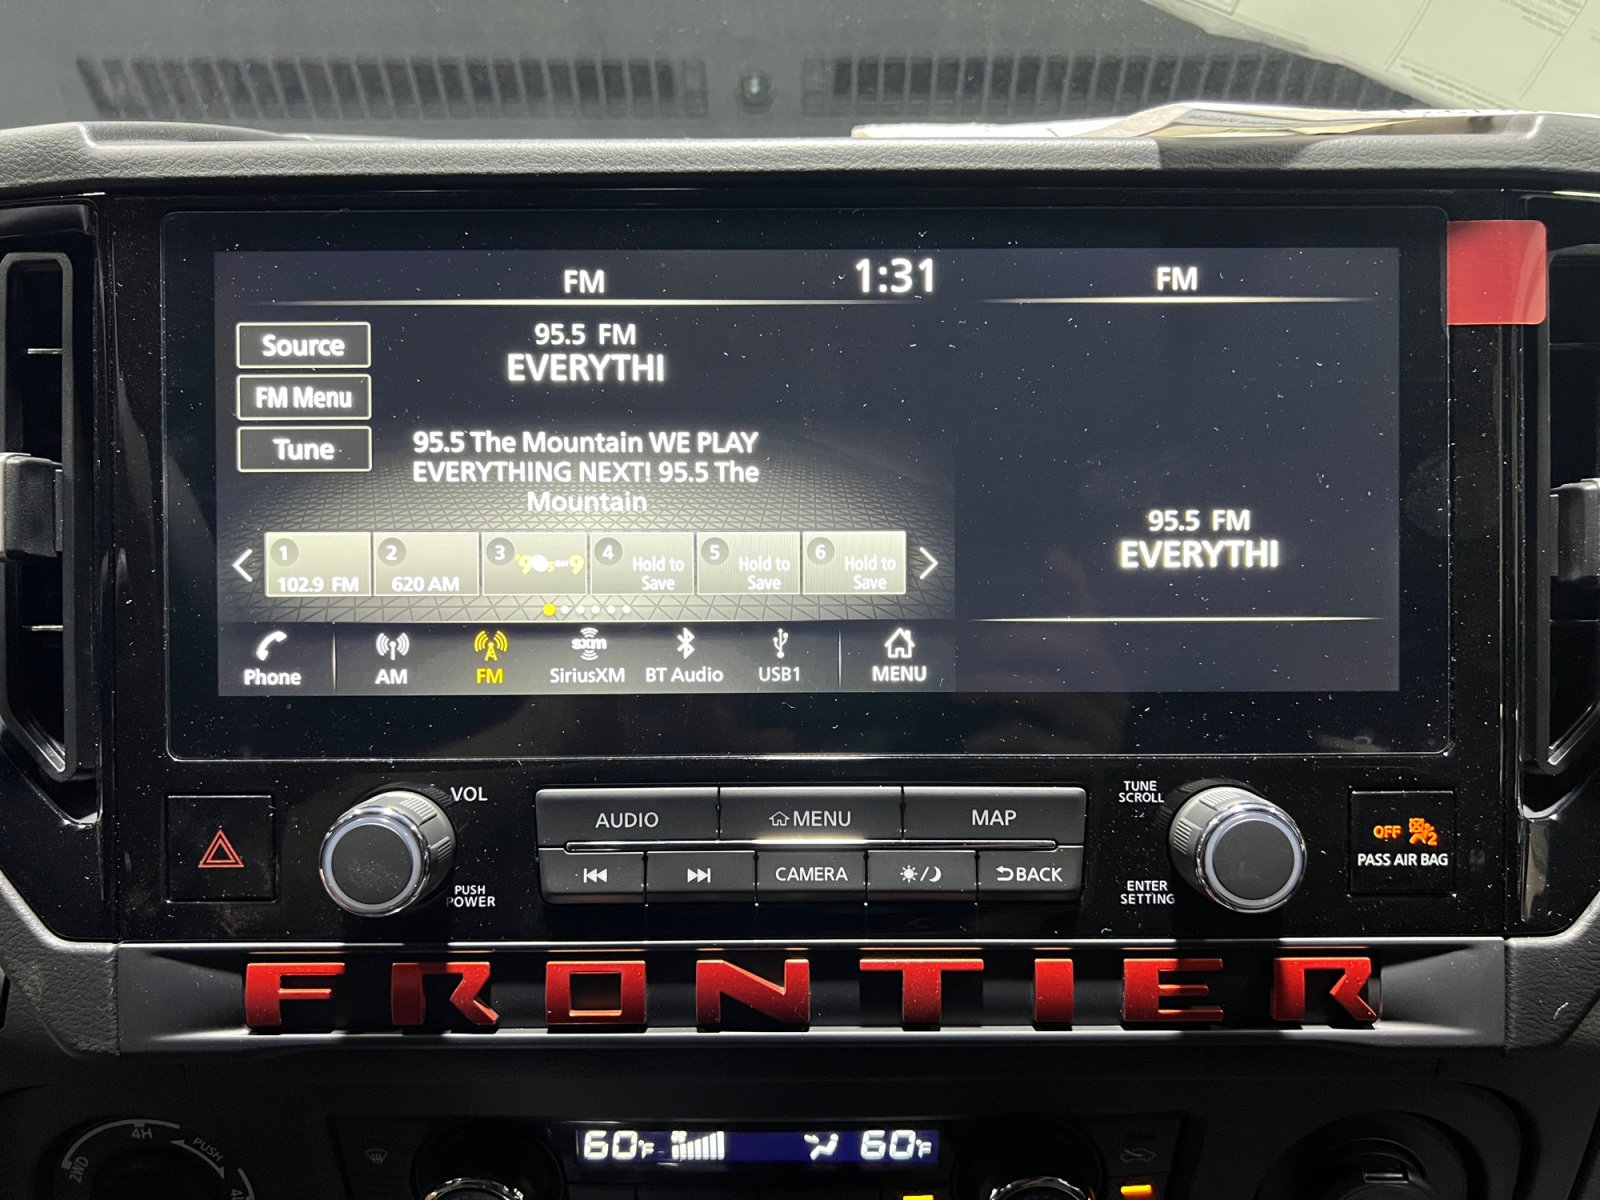 FM
1:31
FM
Source
FM Menu
Tune
95.5 FM
EVERYTHI
95.5 The Mountain WE PLAY
EVERYTHING NEXT! 95.5 The
Mountain
95.5 FM
EVERYTHI
1
102.9 FM
2
620 AM
3
4
Hold to
Save
5
Hold to
Save
6
Hold to
Save
Phone
AM
FM
sxm
SiriusXM
BT Audio
USB1
MENU
VOL
PUSH
POWER
AUDIO
MENU
MAP
CAMERA
BACK
TUNE
SCROLL
ENTER
SETTING
OFF
2
PASS AIR BAG
FRONTIER
2WD
4H
PUSH
60°F
60°F